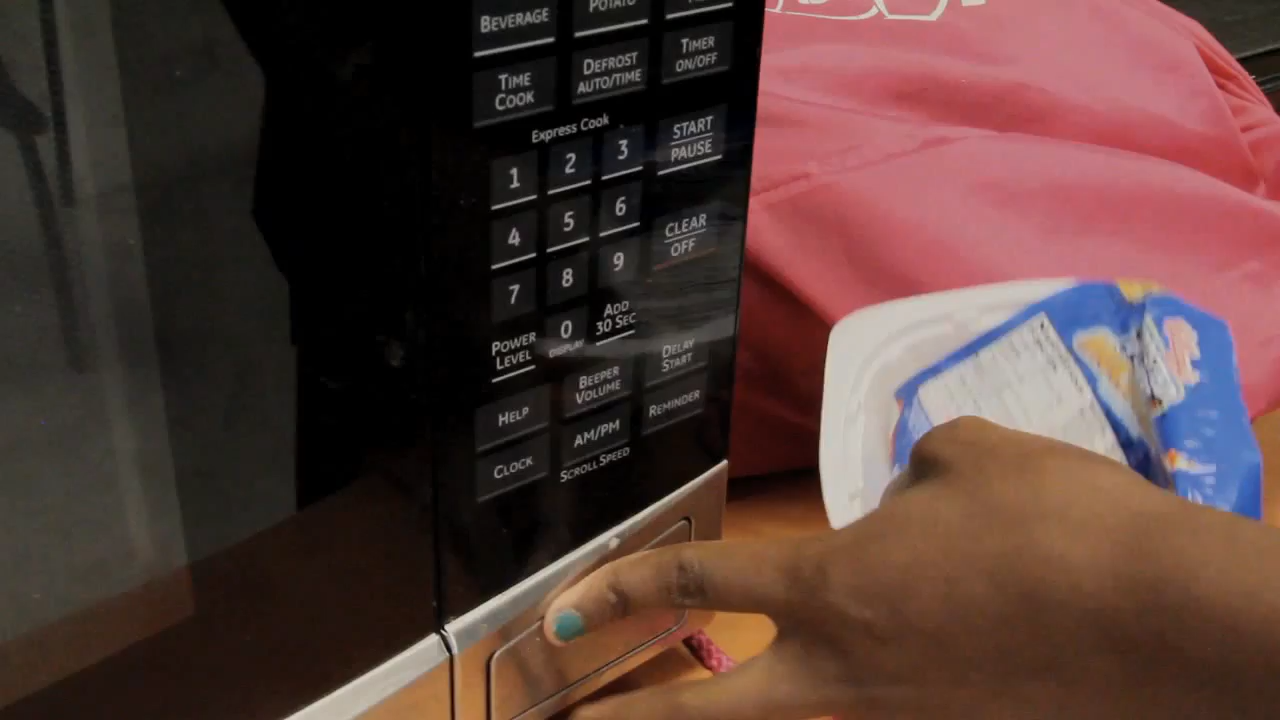 BEVERAGE
POTATO
TIME
COOK
DEFROST
AUTO/TIME
TIMER
ON/OFF
Express Cook
1 2 3
START
PAUSE
4 5 6
CLEAR
OFF
7 8 9
POWER
LEVEL
0
DISPLAY
ADD
30 SEC
DELAY
START
HELP
BEEPER
VOLUME
REMINDER
CLOCK
AM/PM
SCROLL SPEED